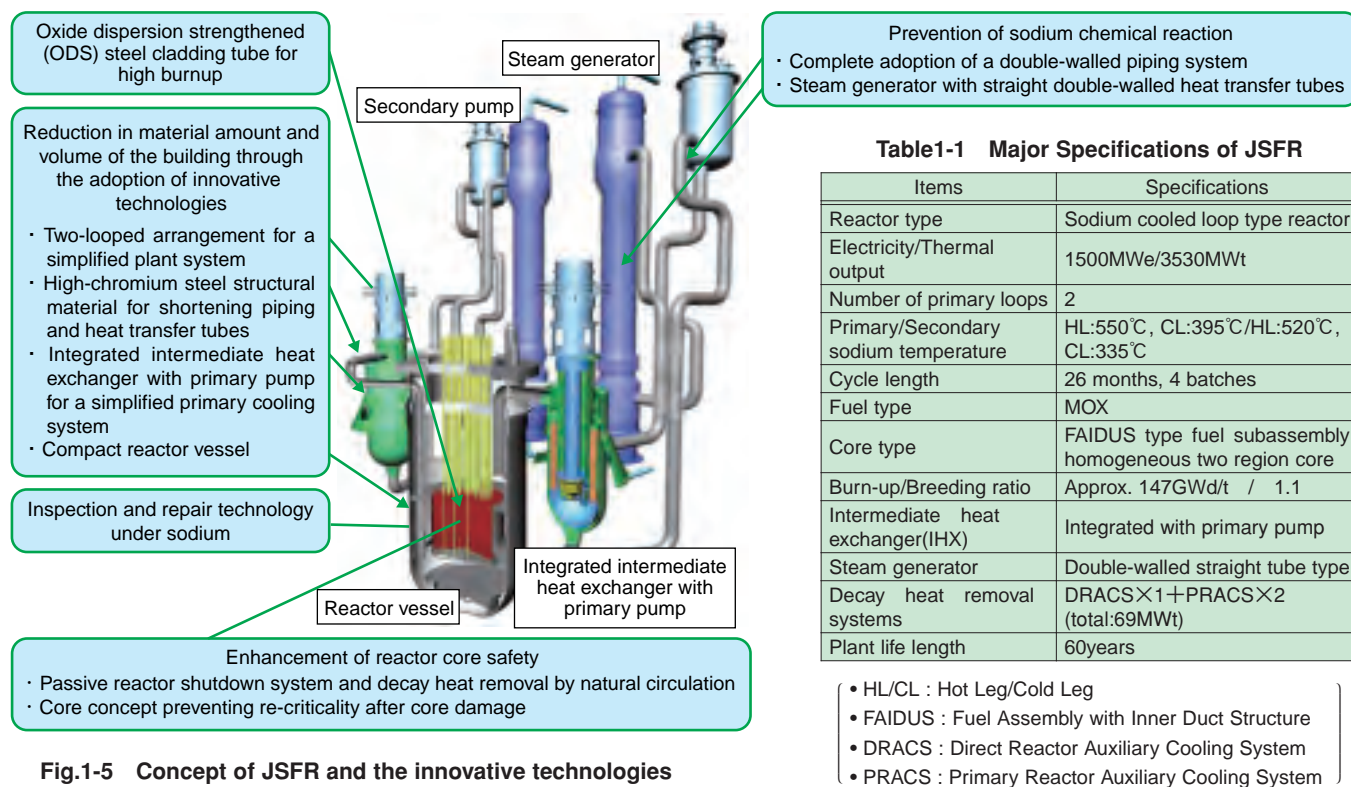 Oxide dispersion strengthened
(ODS) steel cladding tube for
high burnup
Reduction in material amount and
volume of the building through
the adoption of innovative
technologies
・Two-looped arrangement for a
simplified plant system
・High-chromium steel structural
material for shortening piping
and heat transfer tubes
・Integrated intermediate heat
exchanger with primary pump
for a simplified primary cooling
system
・Compact reactor vessel
Inspection and repair technology
under sodium
Secondary pump
Steam generator
Reactor vessel
Integrated intermediate
heat exchanger with
primary pump
Enhancement of reactor core safety
・Passive reactor shutdown system and decay heat removal by natural circulation
・Core concept preventing re-criticality after core damage
Fig.1-5 Concept of JSFR and the innovative technologies
Prevention of sodium chemical reaction
・Complete adoption of a double-walled piping system
・Steam generator with straight double-walled heat transfer tubes
Table1-1 Major Specifications of JSFR
Items Specifications
Reactor type Sodium cooled loop type reactor
Electricity/Thermal
output
1500MWe/3530MWt
Number of primary loops 2
Primary/Secondary
sodium temperature
HL:550℃, CL:395℃/HL:520℃,
CL:335℃
Cycle length 26 months, 4 batches
Fuel type MOX
Core type
FAIDUS type fuel subassembly
homogeneous two region core
Burn-up/Breeding ratio Approx. 147GWd/t / 1.1
Intermediate heat
exchanger(IHX)
Integrated with primary pump
Steam generator Double-walled straight tube type
Decay heat removal
systems
DRACS×1+PRACS×2
(total:69MWt)
Plant life length 60years
• HL/CL : Hot Leg/Cold Leg
• FAIDUS : Fuel Assembly with Inner Duct Structure
• DRACS : Direct Reactor Auxiliary Cooling System
• PRACS : Primary Reactor Auxiliary Cooling System